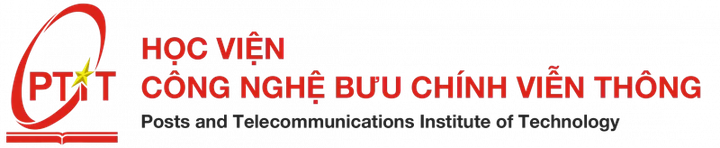 PTIT
HỌC VIỆN
CÔNG NGHỆ BƯU CHÍNH VIỄN THÔNG
Posts and Telecommunications Institute of Technology